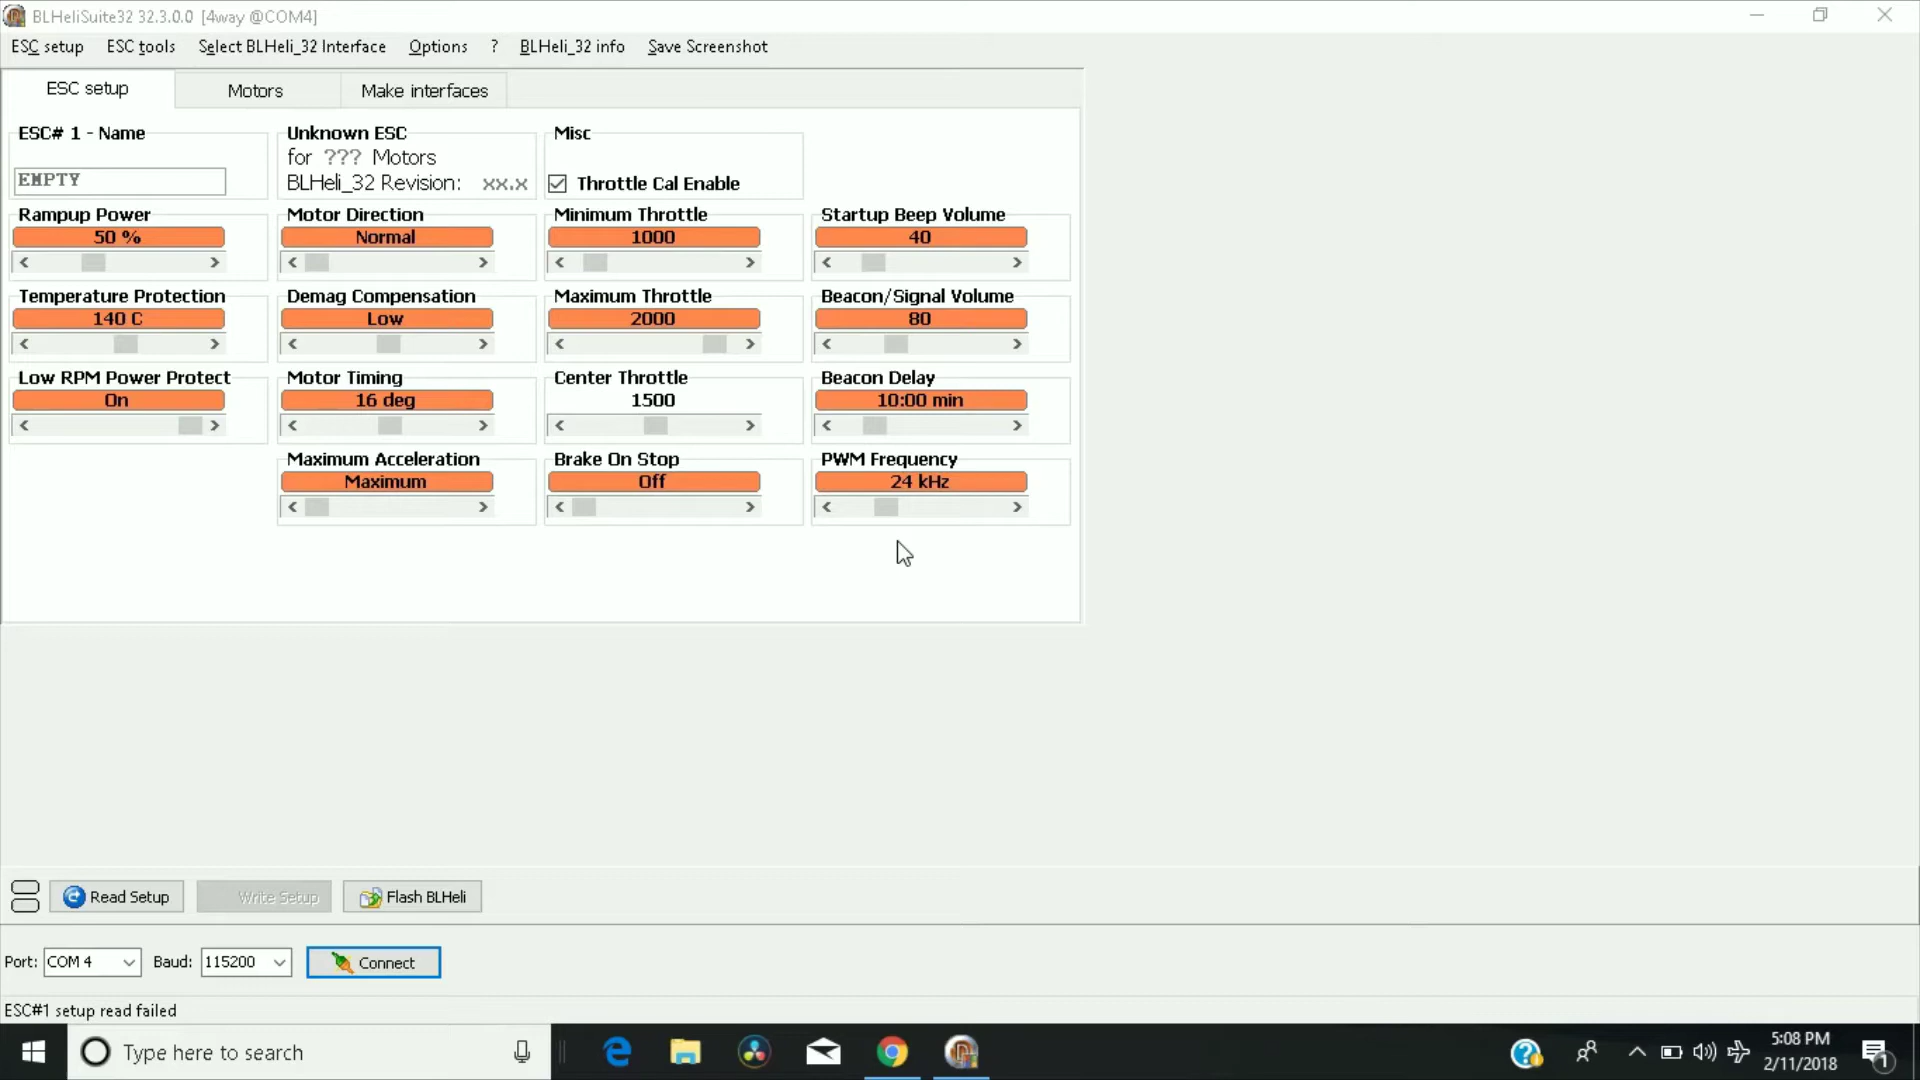 BLHeliSuite32 32.3.0.0 [4way @COM4]
ESC setup ESC tools Select BLHeli_32 Interface Options ? BLHeli_32 info Save Screenshot
ESC setup Motors Make interfaces
ESC# 1 - Name
EMPTY
Unknown ESC
for ??? Motors
BLHeli_32 Revision: xx.x
Misc
Throttle Cal Enable
Rampup Power
50 %
Motor Direction
Normal
Minimum Throttle
1000
Startup Beep Volume
40
Temperature Protection
140 C
Demag Compensation
Low
Maximum Throttle
2000
Beacon/Signal Volume
80
Low RPM Power Protect
On
Motor Timing
16 deg
Center Throttle
1500
Beacon Delay
10:00 min
Maximum Acceleration
Maximum
Brake On Stop
Off
PWM Frequency
24 kHz
Read Setup Write Setup Flash BLHeli
Port: COM 4 Baud: 115200 Connect
ESC#1 setup read failed
Type here to search
5:08 PM
2/11/2018
1